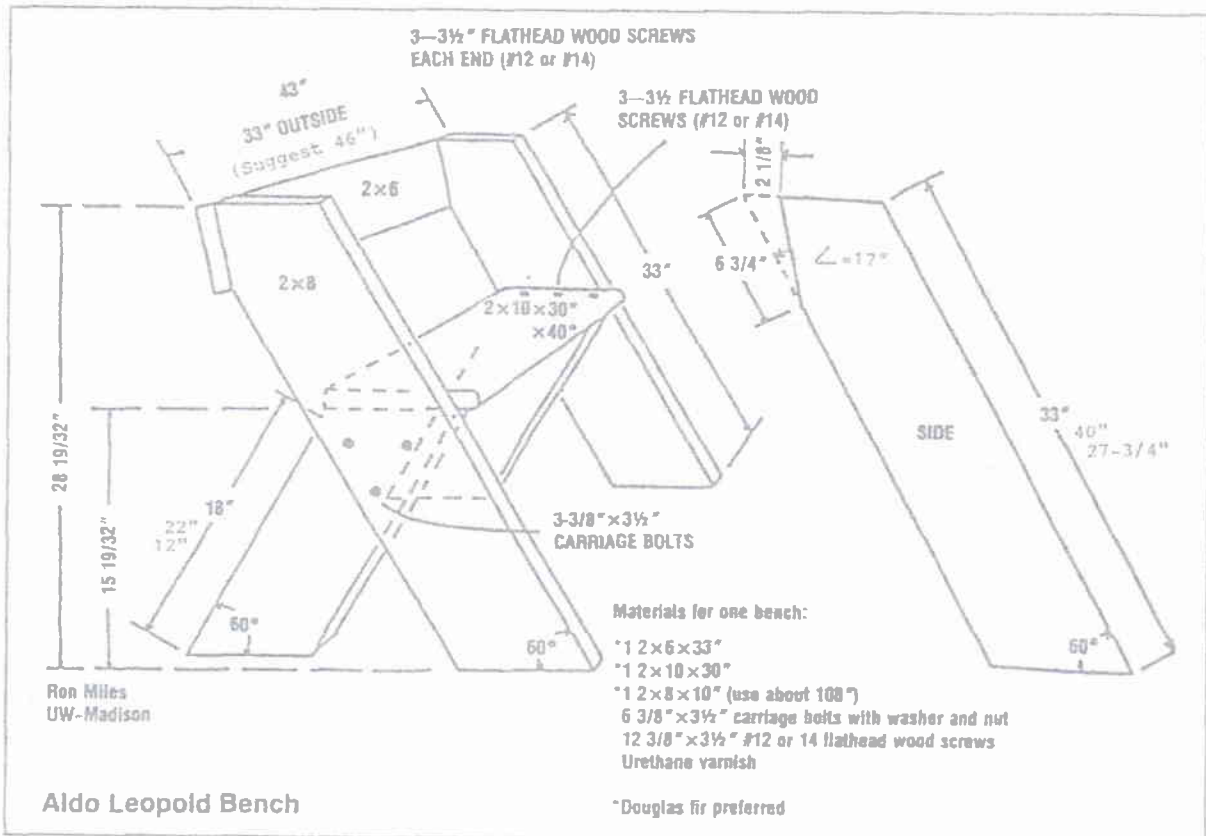 3—3½" FLATHEAD WOOD SCREWS
EACH END (#12 or #14)
43"
33" OUTSIDE
(Suggest 46")
3—3½ FLATHEAD WOOD
SCREWS (#12 or #14)
2×6
2×8
2×10×30"
×40"
33"
2 1/8"
6 3/4"
∠=17°
SIDE
33"
40"
27-3/4"
28 19/32"
15 19/32"
18"
22"
12"
3-3/8"×3½"
CARRIAGE BOLTS
60°
60°
60°
Materials for one bench:
*1 2×6×33"
*1 2×10×30"
*1 2×8×10" (use about 108")
6 3/8"×3½" carriage bolts with washer and nut
12 3/8"×3½" #12 or 14 flathead wood screws
Urethane varnish
*Douglas fir preferred
Ron Miles
UW-Madison
Aldo Leopold Bench